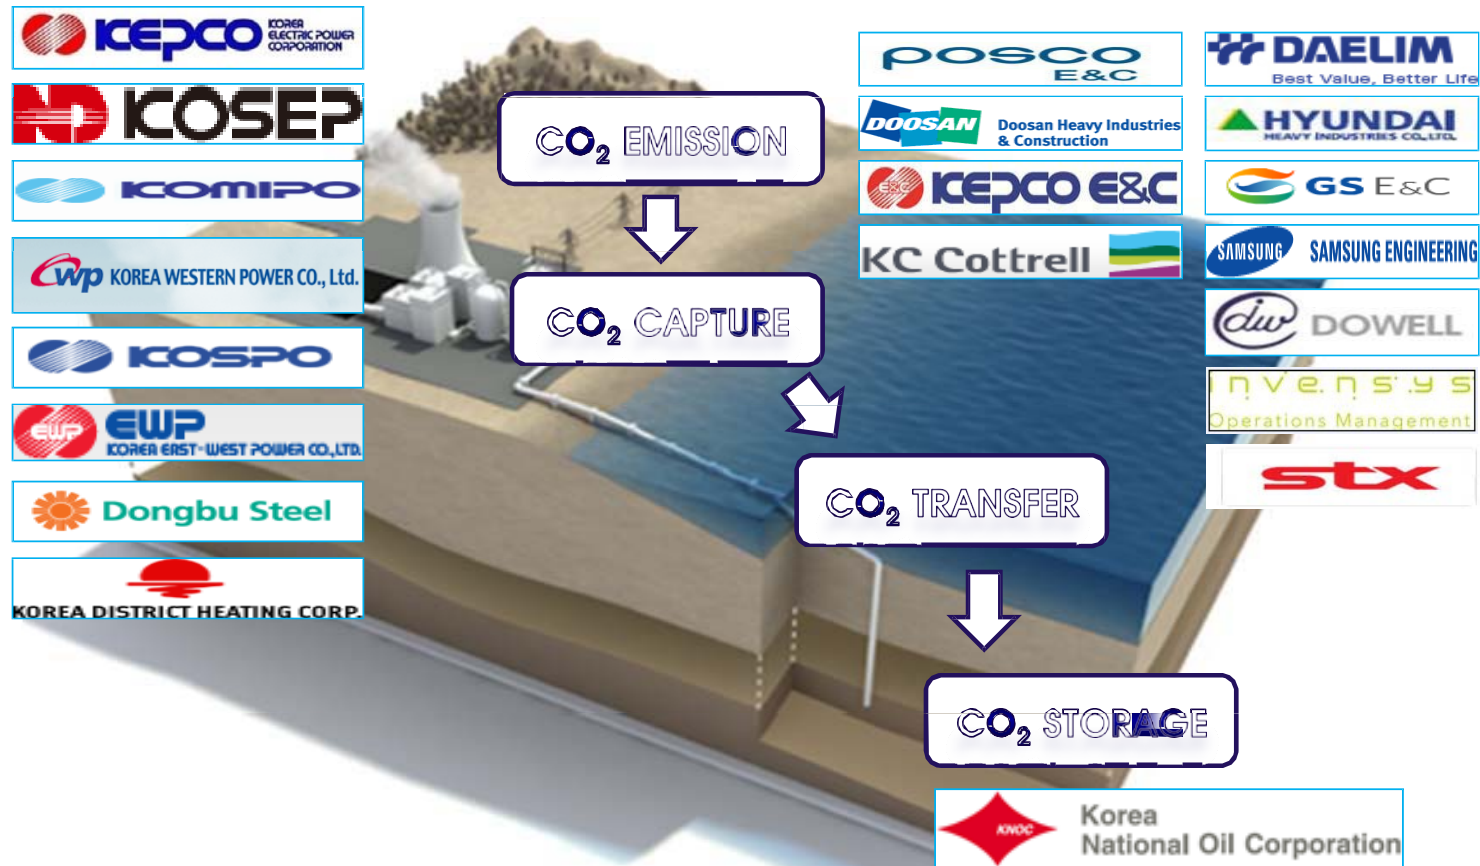 KEPCO KOREA ELECTRIC POWER CORPORATION
KOSEP
KOMIPO
wp KOREA WESTERN POWER CO., Ltd.
KOSPO
EWP EWP
KOREA EAST-WEST POWER CO., LTD.
Dongbu Steel
KOREA DISTRICT HEATING CORP.
CO2 EMISSION
CO2 CAPTURE
CO2 TRANSFER
CO2 STORAGE
posco
E&C
DOOSAN Doosan Heavy Industries
& Construction
E&C KEPCO E&C
KC Cottrell
DAELIM
Best Value, Better Life
HYUNDAI
HEAVY INDUSTRIES CO., LTD.
GS E&C
SAMSUNG SAMSUNG ENGINEERING
dw DOWELL
invensys
Operations Management
stx
KNOC Korea
National Oil Corporation